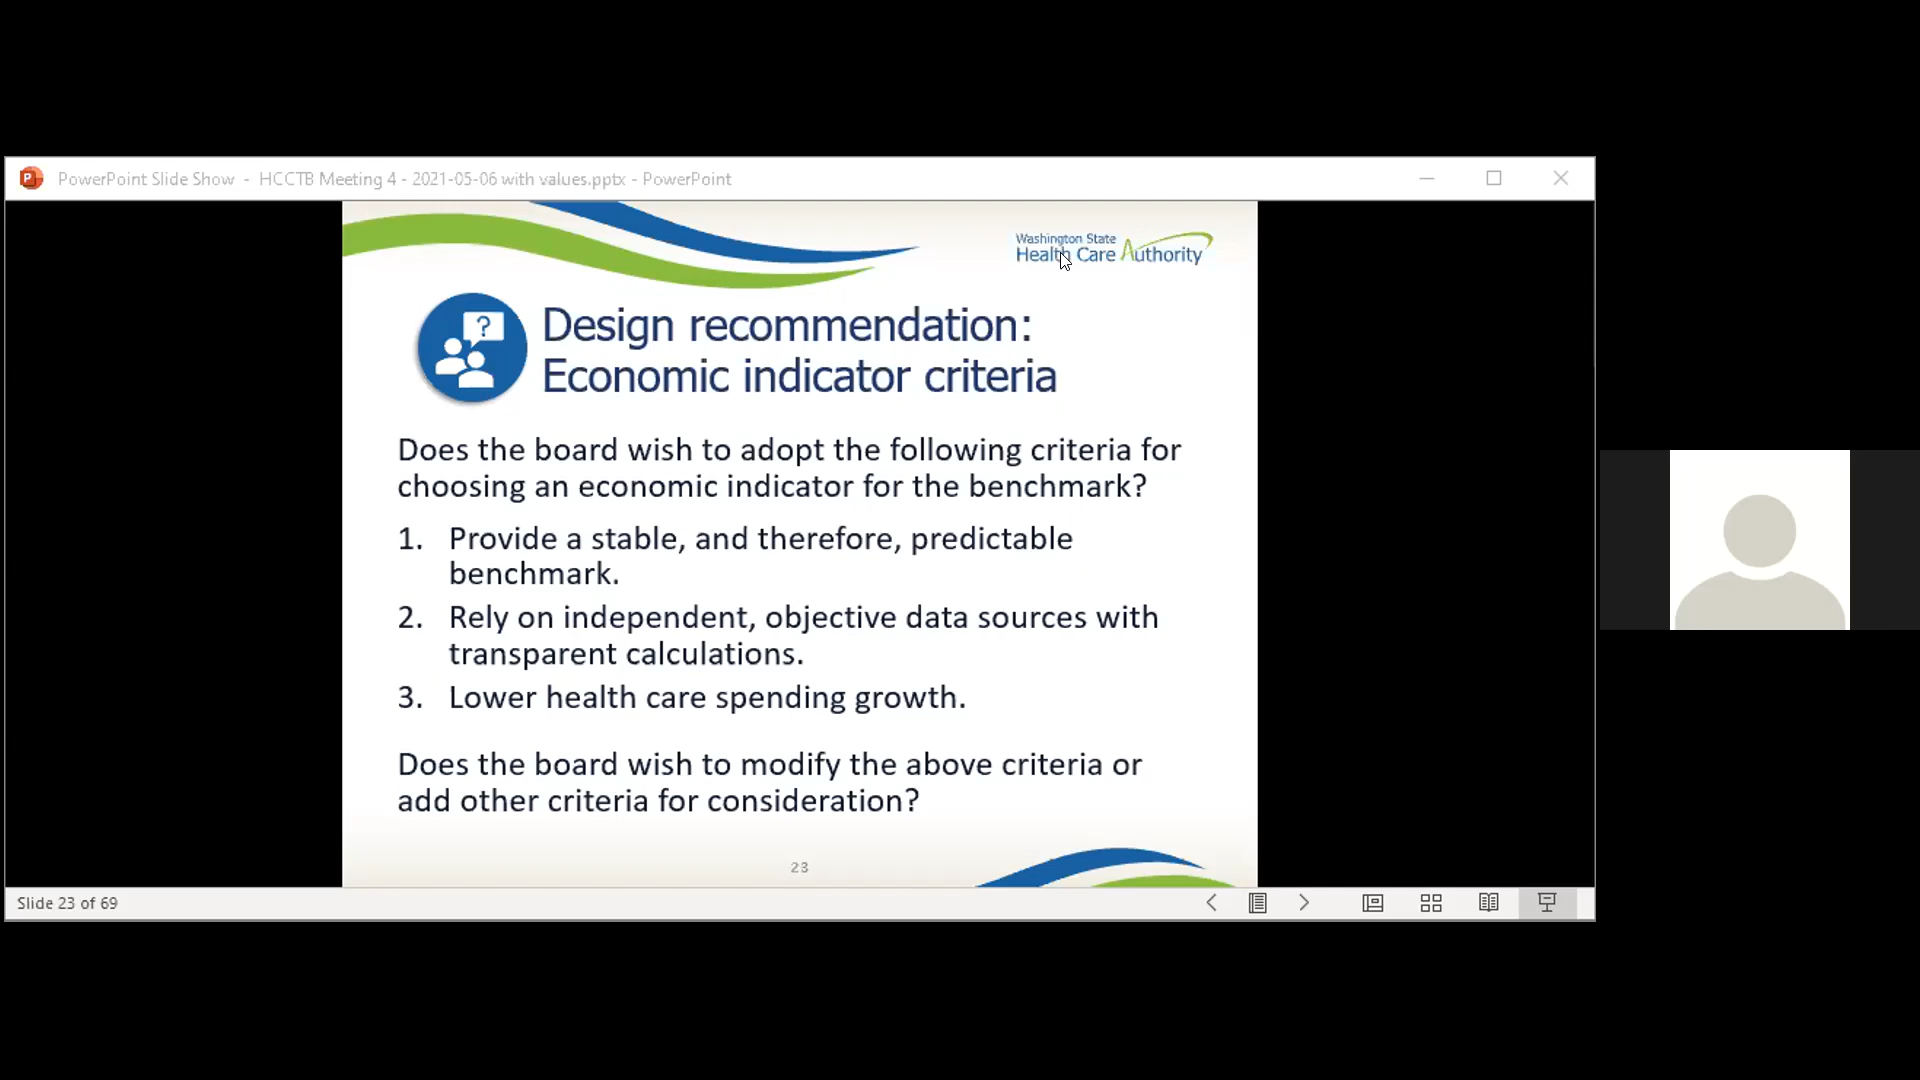 PowerPoint Slide Show - HCCTB Meeting 4 - 2021-05-06 with values.pptx - PowerPoint
Washington State
Health Care Authority
?
Design recommendation:
Economic indicator criteria
Does the board wish to adopt the following criteria for
choosing an economic indicator for the benchmark?
1. Provide a stable, and therefore, predictable
benchmark.
2. Rely on independent, objective data sources with
transparent calculations.
3. Lower health care spending growth.
Does the board wish to modify the above criteria or
add other criteria for consideration?
23
Slide 23 of 69